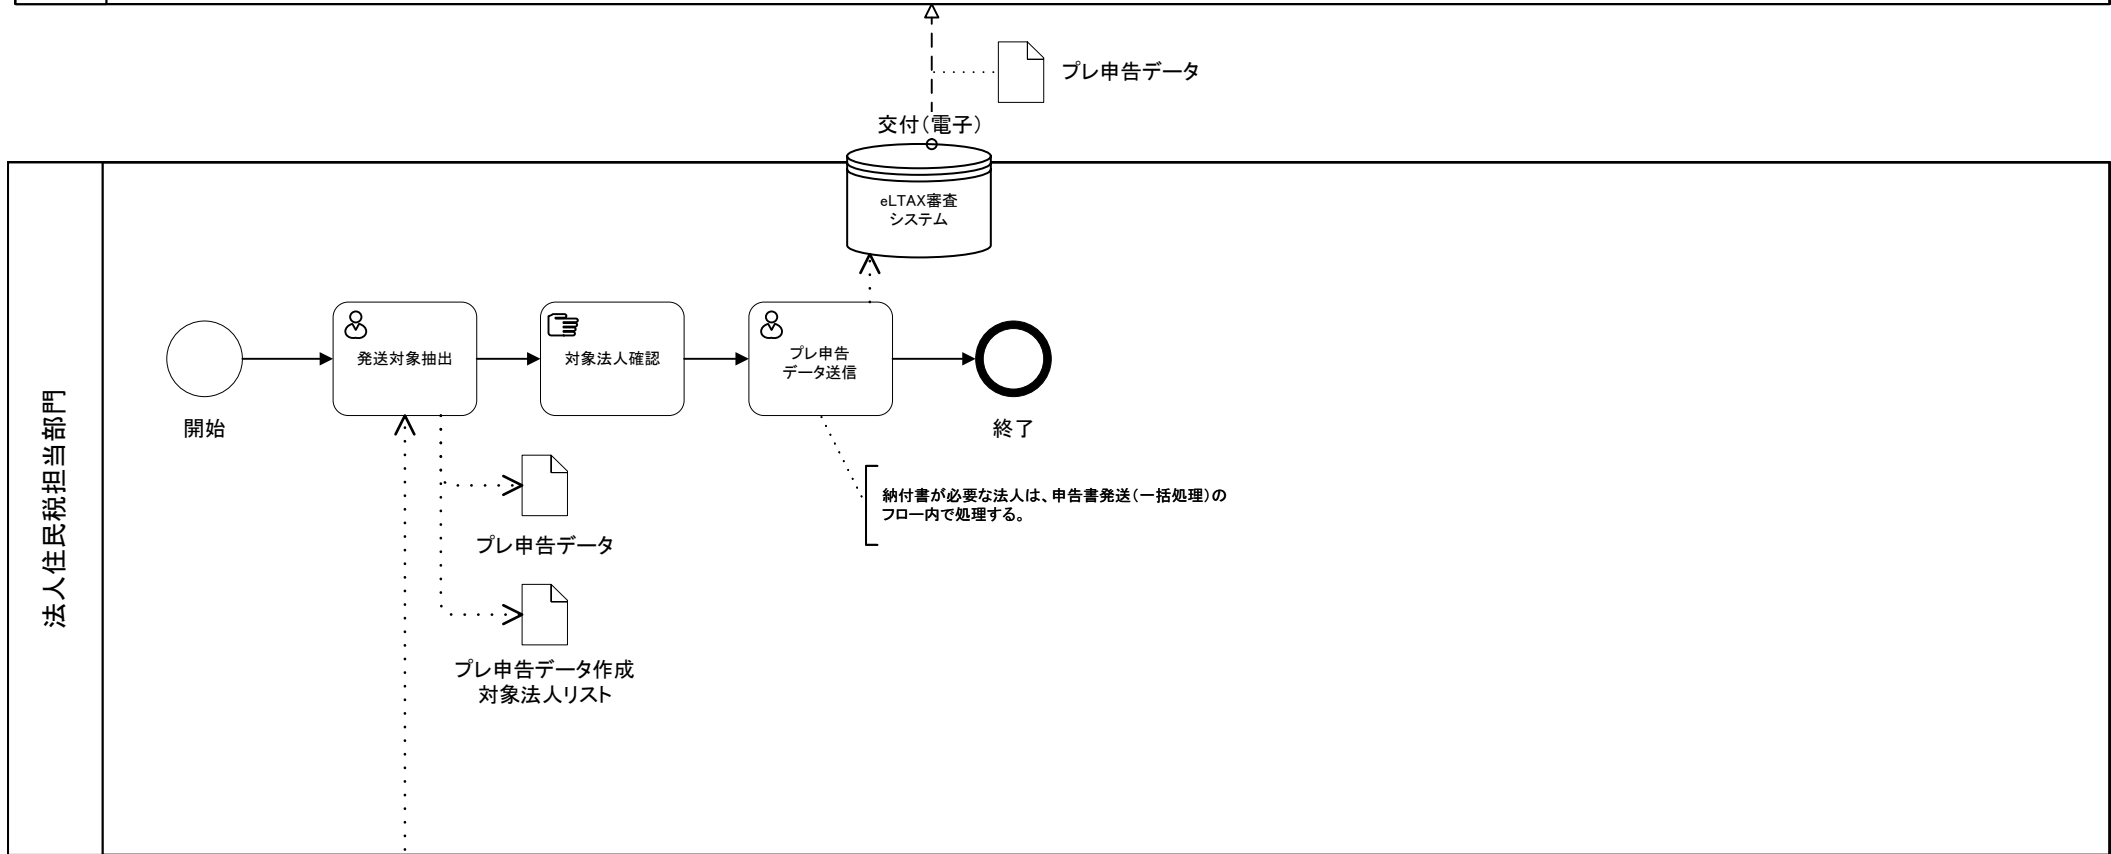 プレ申告データ
交付(電子)
eLTAX審査
システム
発送対象抽出
対象法人確認
プレ申告
データ送信
開始
終了
法人住民税担当部門
納付書が必要な法人は、申告書発送(一括処理)の
フロー内で処理する。
プレ申告データ
プレ申告データ作成
対象法人リスト